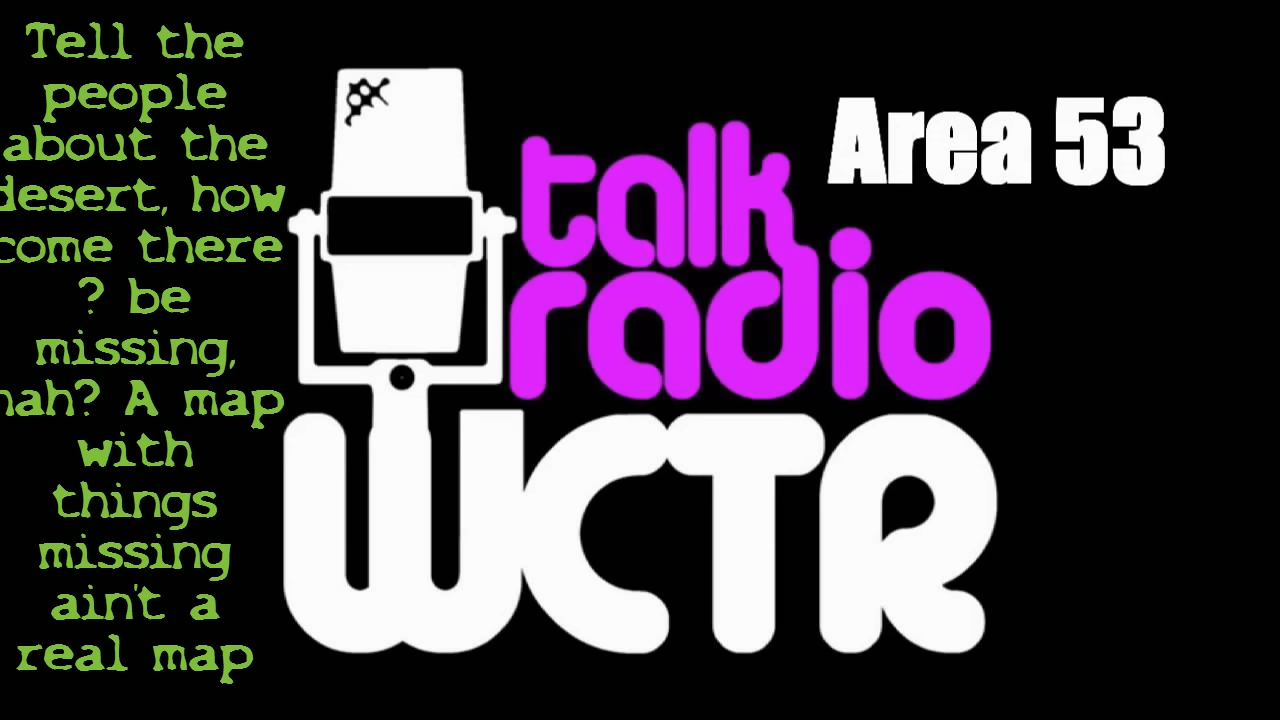 Tell the
people
about the
desert, how
come there
? be
missing,
nah? A map
with
things
missing
ain't a
real map
talk
radio
WCTR
Area 53